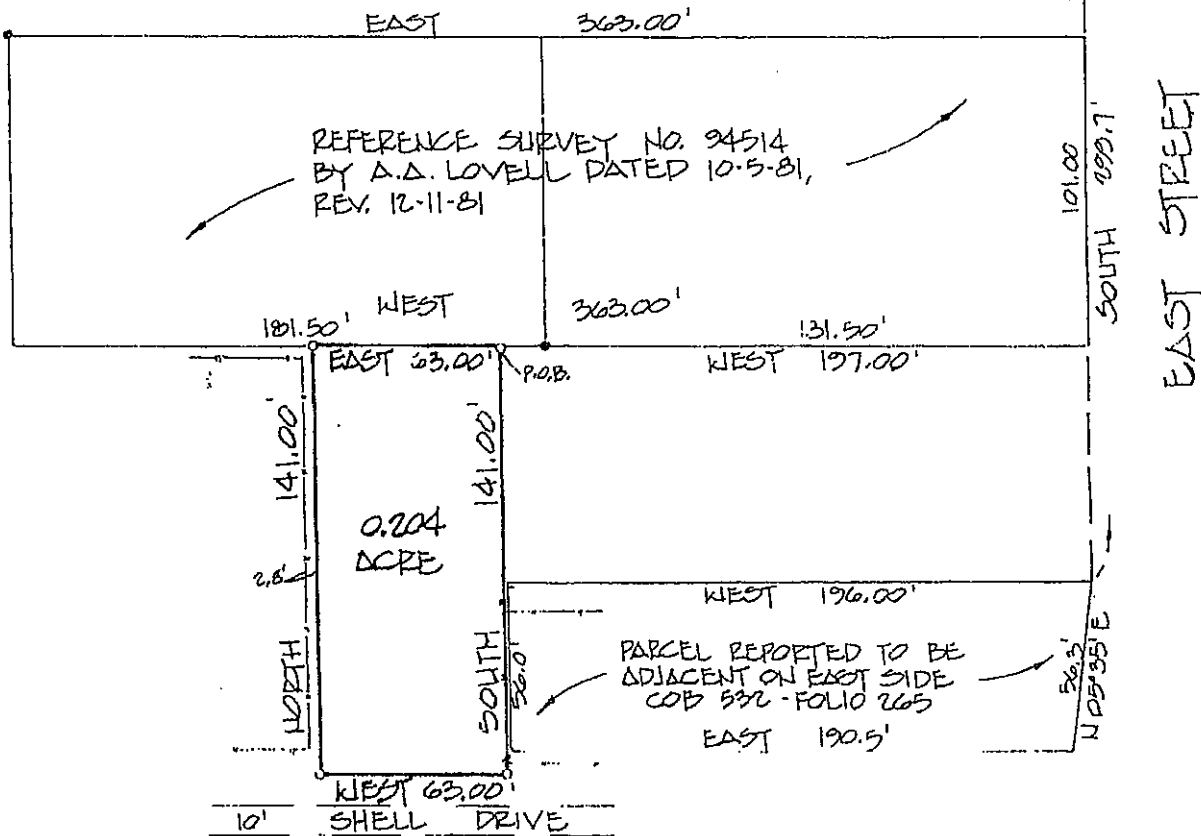 EAST 363.00'
REFERENCE SURVEY NO. 94514
BY A.A. LOVELL DATED 10-5-81,
REV. 12-11-81
101.00
SOUTH
EAST STREET
WEST 363.00'
181.50'
EAST 63.00'
P.O.B.
WEST 197.00'
141.00'
141.00'
0.204
ACRE
2.8'
NORTH
SOUTH
56.0'
WEST 196.00'
PARCEL REPORTED TO BE
ADJACENT ON EAST SIDE
COB 532 - FOLIO 265
EAST 190.5'
56.3'
N 05°35' E
WEST 63.00'
10' SHELL DRIVE